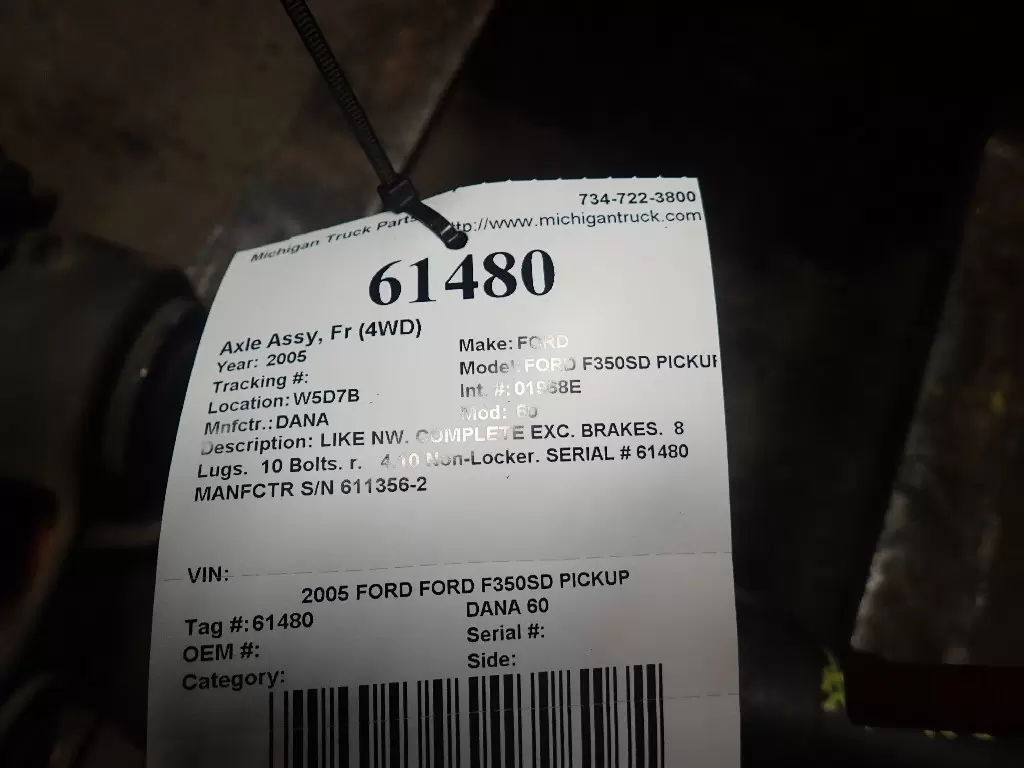 734-722-3800
Michigan Truck Parts ttp://www.michigantruck.com
61480
Axle Assy, Fr (4WD)
Year: 2005 Make: FORD
Tracking #: Model: FORD F350SD PICKUP
Location: W5D7B Int. #: 01968E
Mnfctr.: DANA Mod: 60
Description: LIKE NW. COMPLETE EXC. BRAKES. 8
Lugs. 10 Bolts. r. 4.10 Non-Locker. SERIAL # 61480
MANFCTR S/N 611356-2
VIN:
2005 FORD FORD F350SD PICKUP
Tag #: 61480 DANA 60
OEM #: Serial #:
Category: Side: